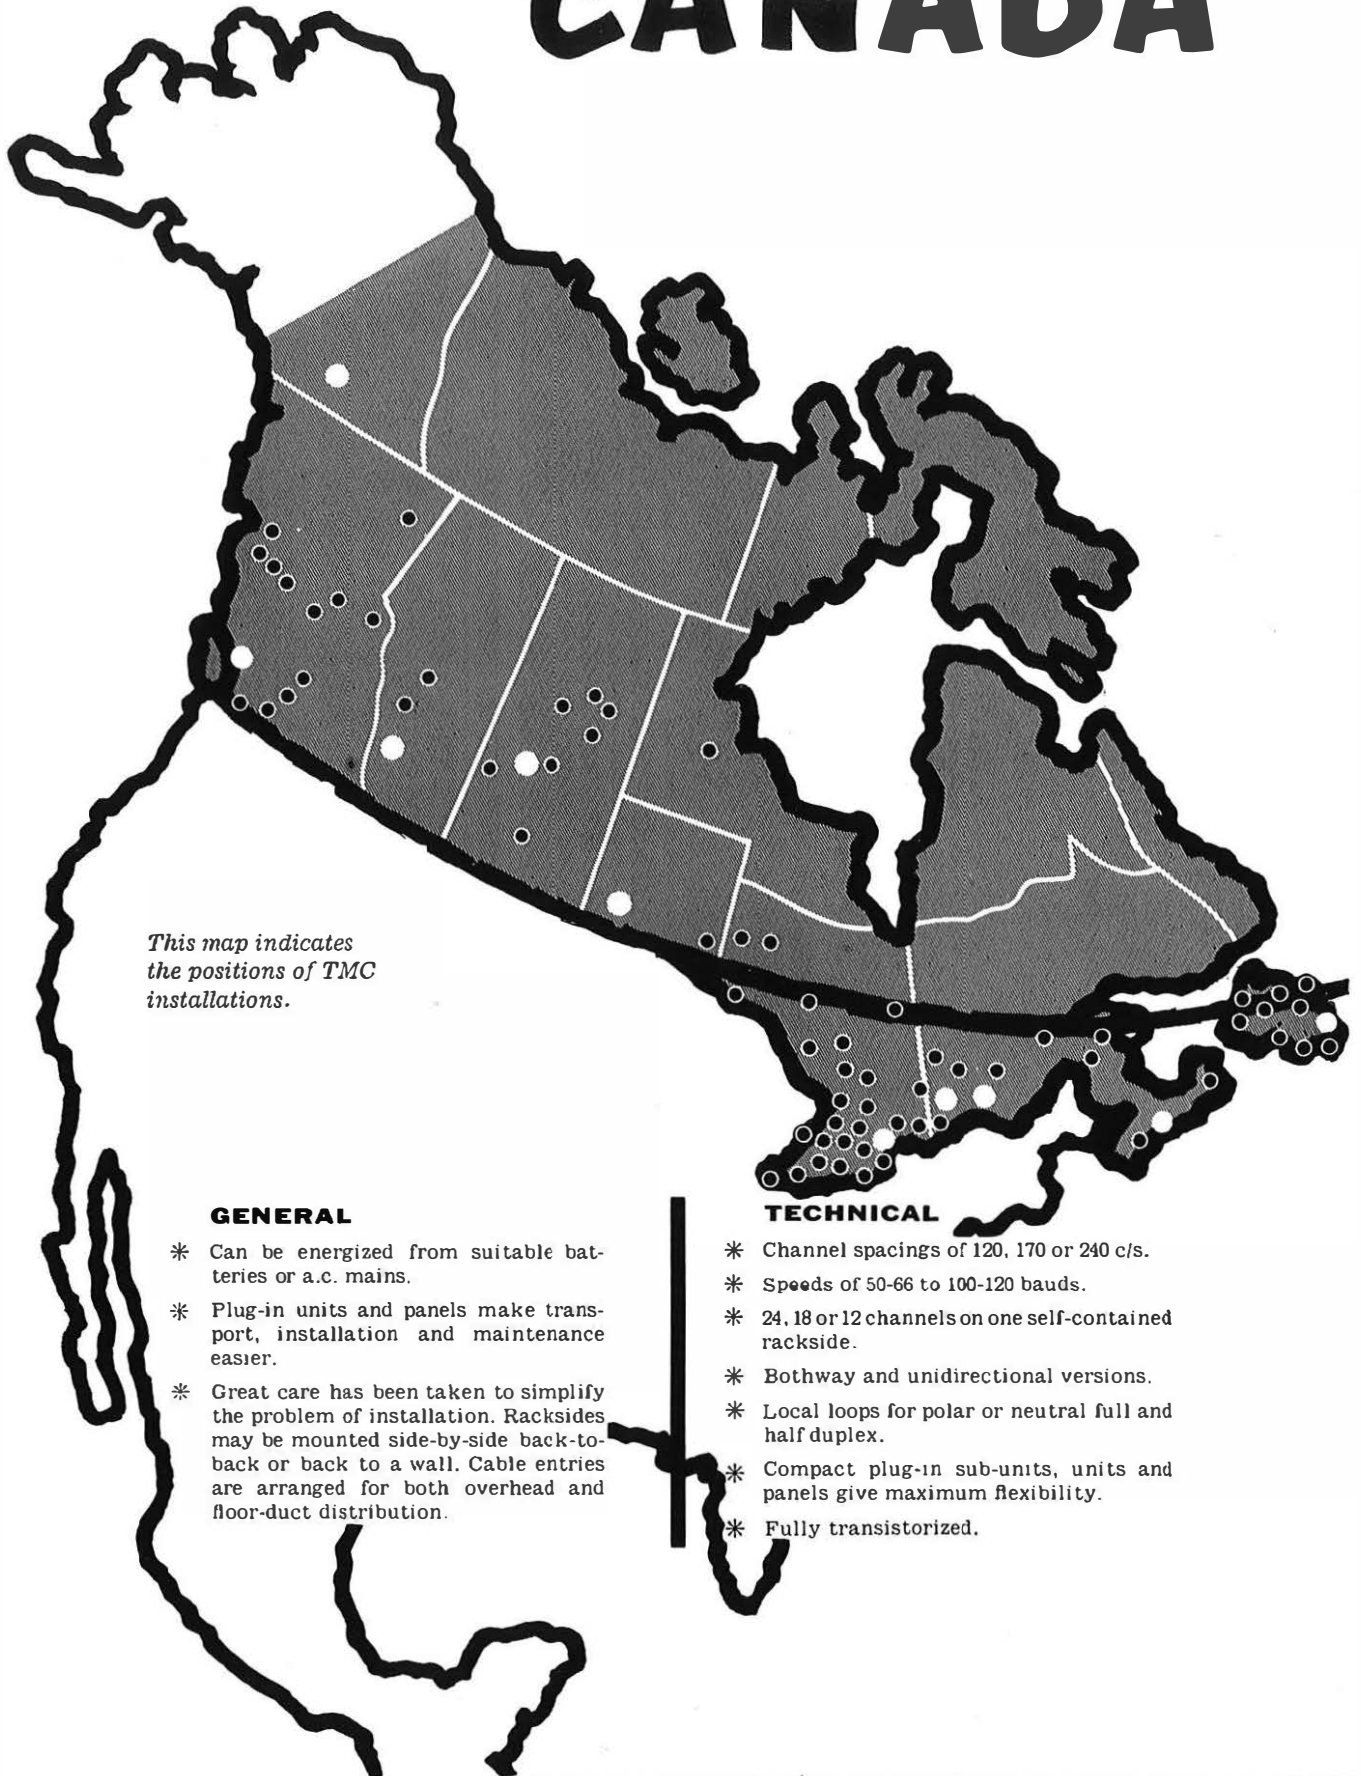 CANADA
This map indicates
the positions of TMC
installations.
GENERAL
* Can be energized from suitable bat-
teries or a.c. mains.
* Plug-in units and panels make trans-
port, installation and maintenance
easier.
* Great care has been taken to simplify
the problem of installation. Racksides
may be mounted side-by-side back-to-
back or back to a wall. Cable entries
are arranged for both overhead and
floor-duct distribution.
TECHNICAL
* Channel spacings of 120, 170 or 240 c/s.
* Speeds of 50-66 to 100-120 bauds.
* 24, 18 or 12 channels on one self-contained
rackside.
* Bothway and unidirectional versions.
* Local loops for polar or neutral full and
half duplex.
* Compact plug-in sub-units, units and
panels give maximum flexibility.
* Fully transistorized.